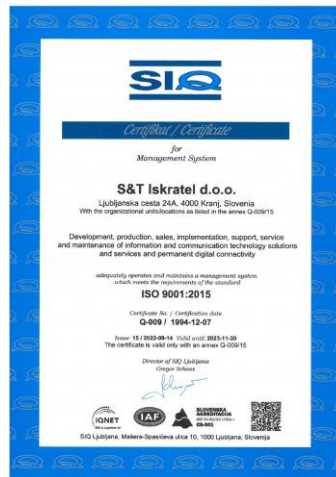 SIQ
Certifikat / Certificate
for
Management System
S&T Iskratel d.o.o.
Ljubljanska cesta 24A, 4000 Kranj, Slovenia
With the organizational units/locations as listed in the annex Q-009/15
Development, production, sales, implementation, support, service
and maintenance of information and communication technology solutions
and services and permanent digital connectivity
adequately operates and maintains a management system
which meets the requirements of the standard
ISO 9001:2015
Certificate No. / Certification date
Q-009 / 1994-12-07
Issue 15 / 2022-09-14 Valid until 2023-11-30
The certificate is valid only with an annex Q-009/15
Director of SIQ Ljubljana
Gregor Schoss
IQNET
IAF
SLOVENSKA
AKREDITACIJA
SIQ Ljubljana, Mašera-Spasićeva ulica 10, 1000 Ljubljana, Slovenija